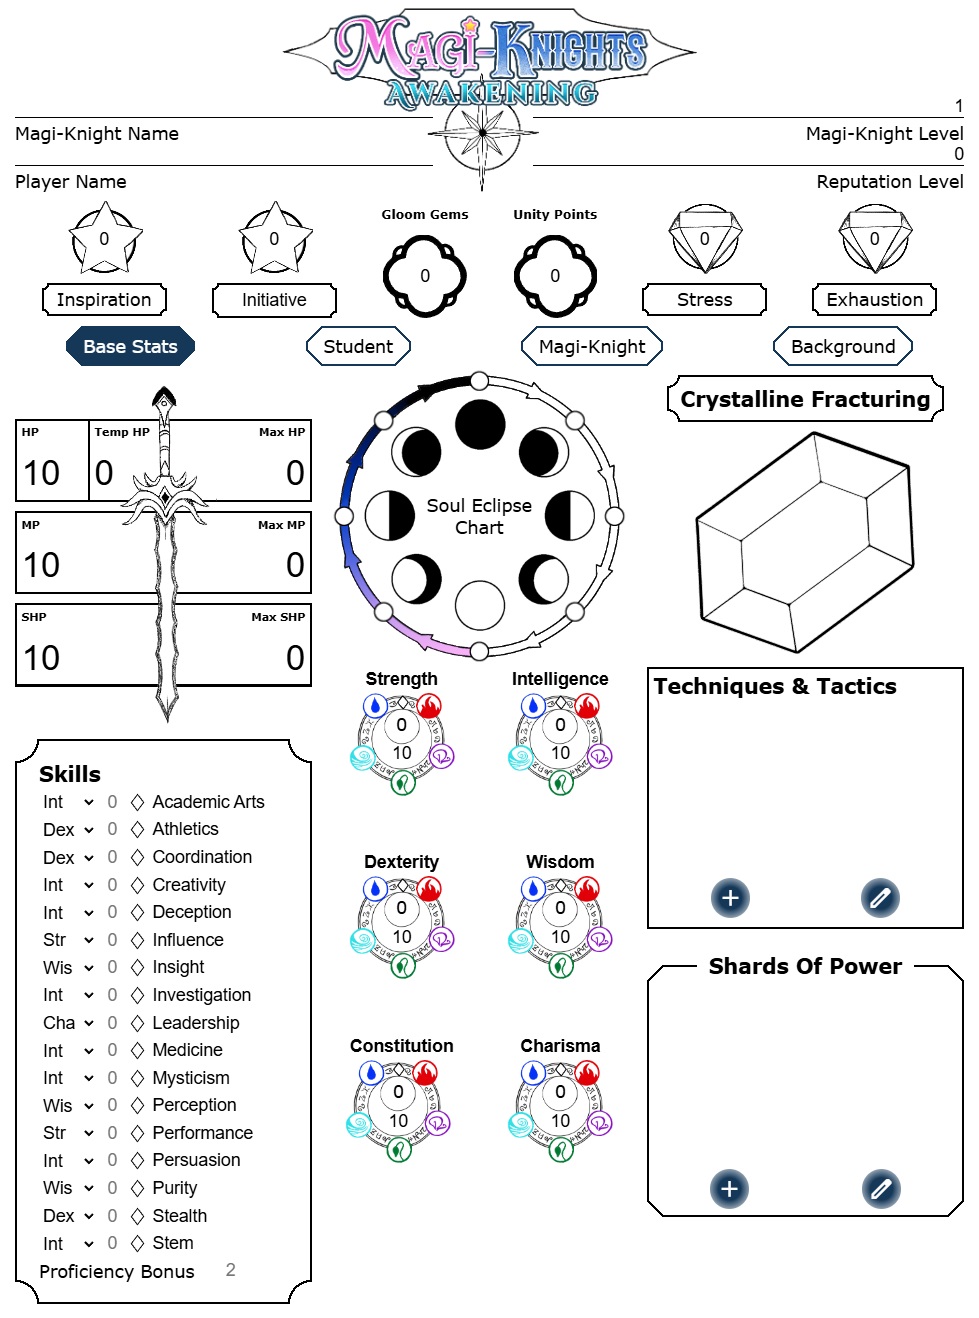 Magi-Knights
Awakening
1
Magi-Knight Name
Magi-Knight Level
0
Player Name
Reputation Level
Gloom Gems
Unity Points
0
0
0
0
0
0
Inspiration
Initiative
Stress
Exhaustion
Base Stats
Student
Magi-Knight
Background
Crystalline Fracturing
HP
Temp HP
Max HP
10
0
0
MP
Max MP
10
0
SHP
Max SHP
10
0
Soul Eclipse
Chart
Strength
0
10
Intelligence
0
10
Dexterity
0
10
Wisdom
0
10
Constitution
0
10
Charisma
0
10
Techniques & Tactics
Shards Of Power
Skills
Int 0 Academic Arts
Dex 0 Athletics
Dex 0 Coordination
Int 0 Creativity
Int 0 Deception
Str 0 Influence
Wis 0 Insight
Int 0 Investigation
Cha 0 Leadership
Int 0 Medicine
Int 0 Mysticism
Wis 0 Perception
Str 0 Performance
Int 0 Persuasion
Wis 0 Purity
Dex 0 Stealth
Int 0 Stem
Proficiency Bonus 2